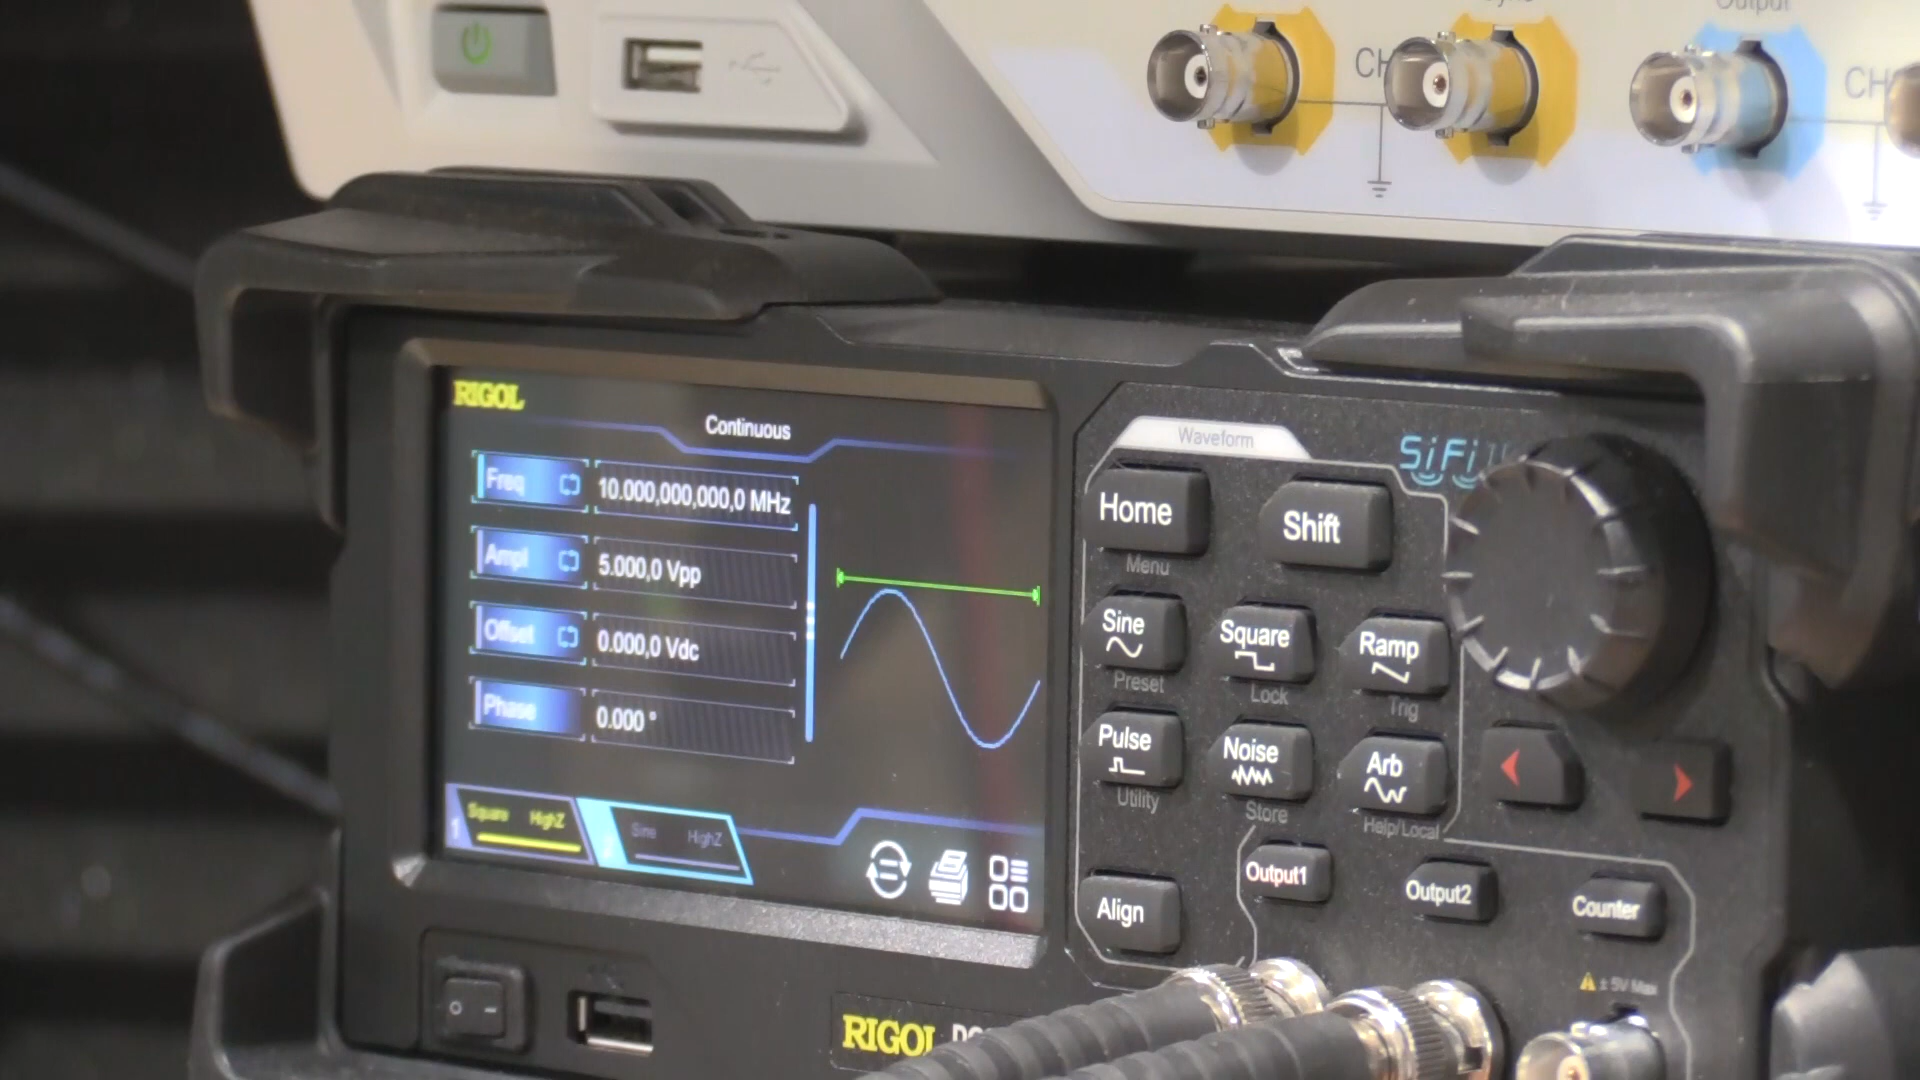 Output
CH
CH
RIGOL
Continuous
Freq 10.000,000,000,0 MHz
Ampl 5.000,0 Vpp
Offset 0.000,0 Vdc
Phase 0.000 °
1 Square HighZ
2 Sine HighZ
Waveform
SiFi
Home
Shift
Menu
Sine
Square
Ramp
Preset
Lock
Trig
Pulse
Noise
Arb
Utility
Store
Help/Local
Align
Output1
Output2
Counter
± 5V Max
RIGOL